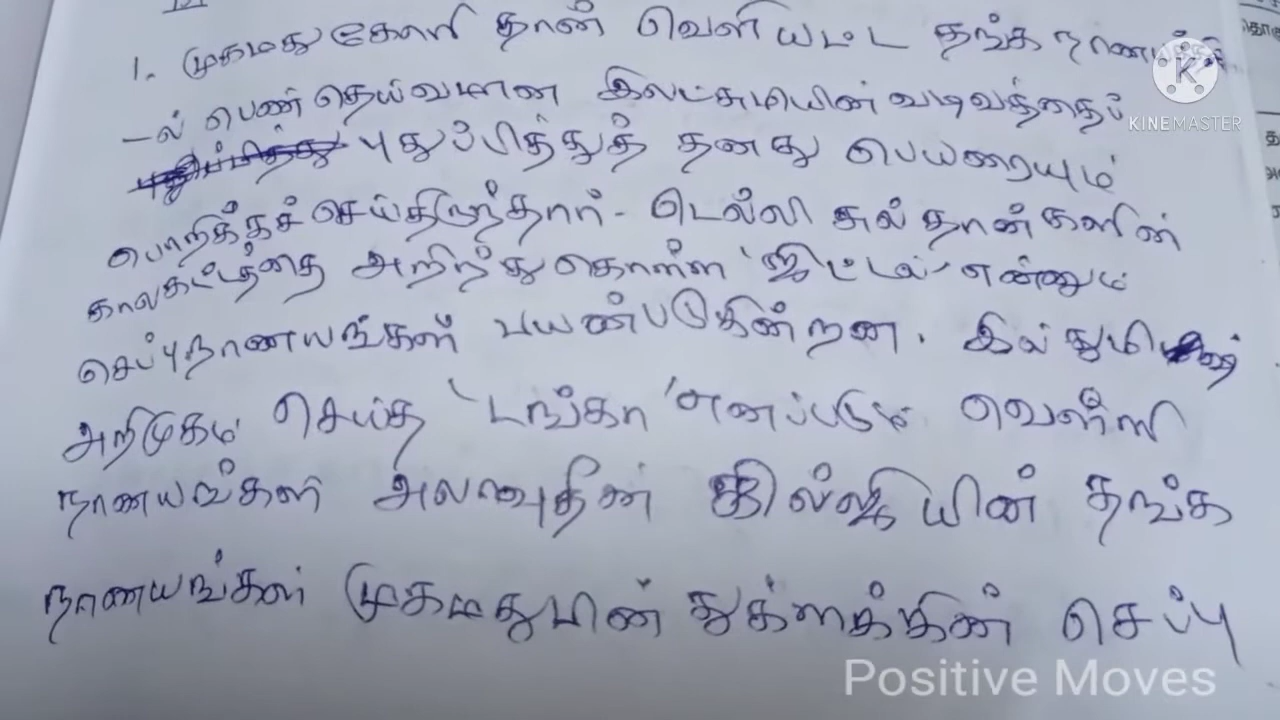 1. முகமது கோரி தான் வெளியிட்ட தங்க நாணயங்களி
-ல் பெண் தெய்வமான இலட்சுமியின் வடிவத்தைப்
புதுப்பித்துத் தனது பெயரையும்
பொறிக்கச் செய்திருந்தார். டெல்லி சுல்தான்களின்
காலகட்டத்தை அறிந்து கொள்ள 'ஜிட்டல்' என்னும்
செப்பு நாணயங்கள் பயன்படுகின்றன. இல்துமிஷ்
அறிமுகம் செய்த 'டங்கா' எனப்படும் வெள்ளி
நாணயங்கள் அலாவுதீன் கில்ஜியின் தங்க
நாணயங்கள் முகமதுபின் துக்ளக்கின் செப்பு
KINEMASTER
Positive Moves